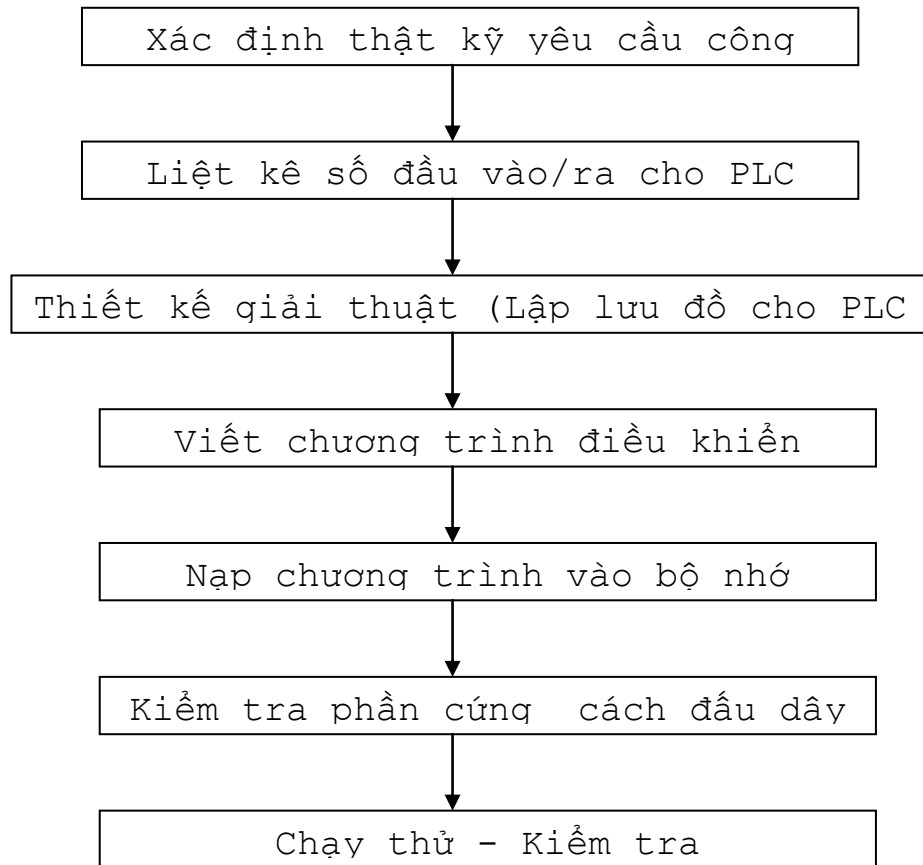 Xác định thật kỹ yêu cầu công
Liệt kê số đầu vào/ra cho PLC
Thiết kế giải thuật (Lập lưu đồ cho PLC
Viết chương trình điều khiển
Nạp chương trình vào bộ nhớ
Kiểm tra phần cứng cách đấu dây
Chạy thử - Kiểm tra